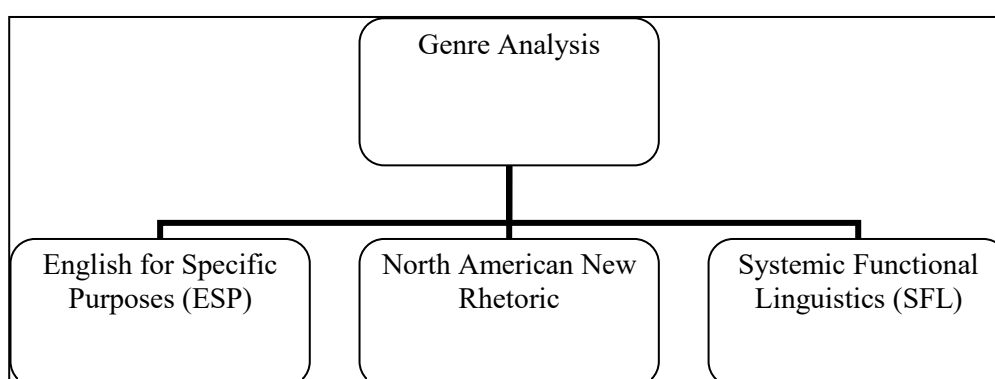 Genre Analysis
English for Specific
Purposes (ESP)
North American New
Rhetoric
Systemic Functional
Linguistics (SFL)